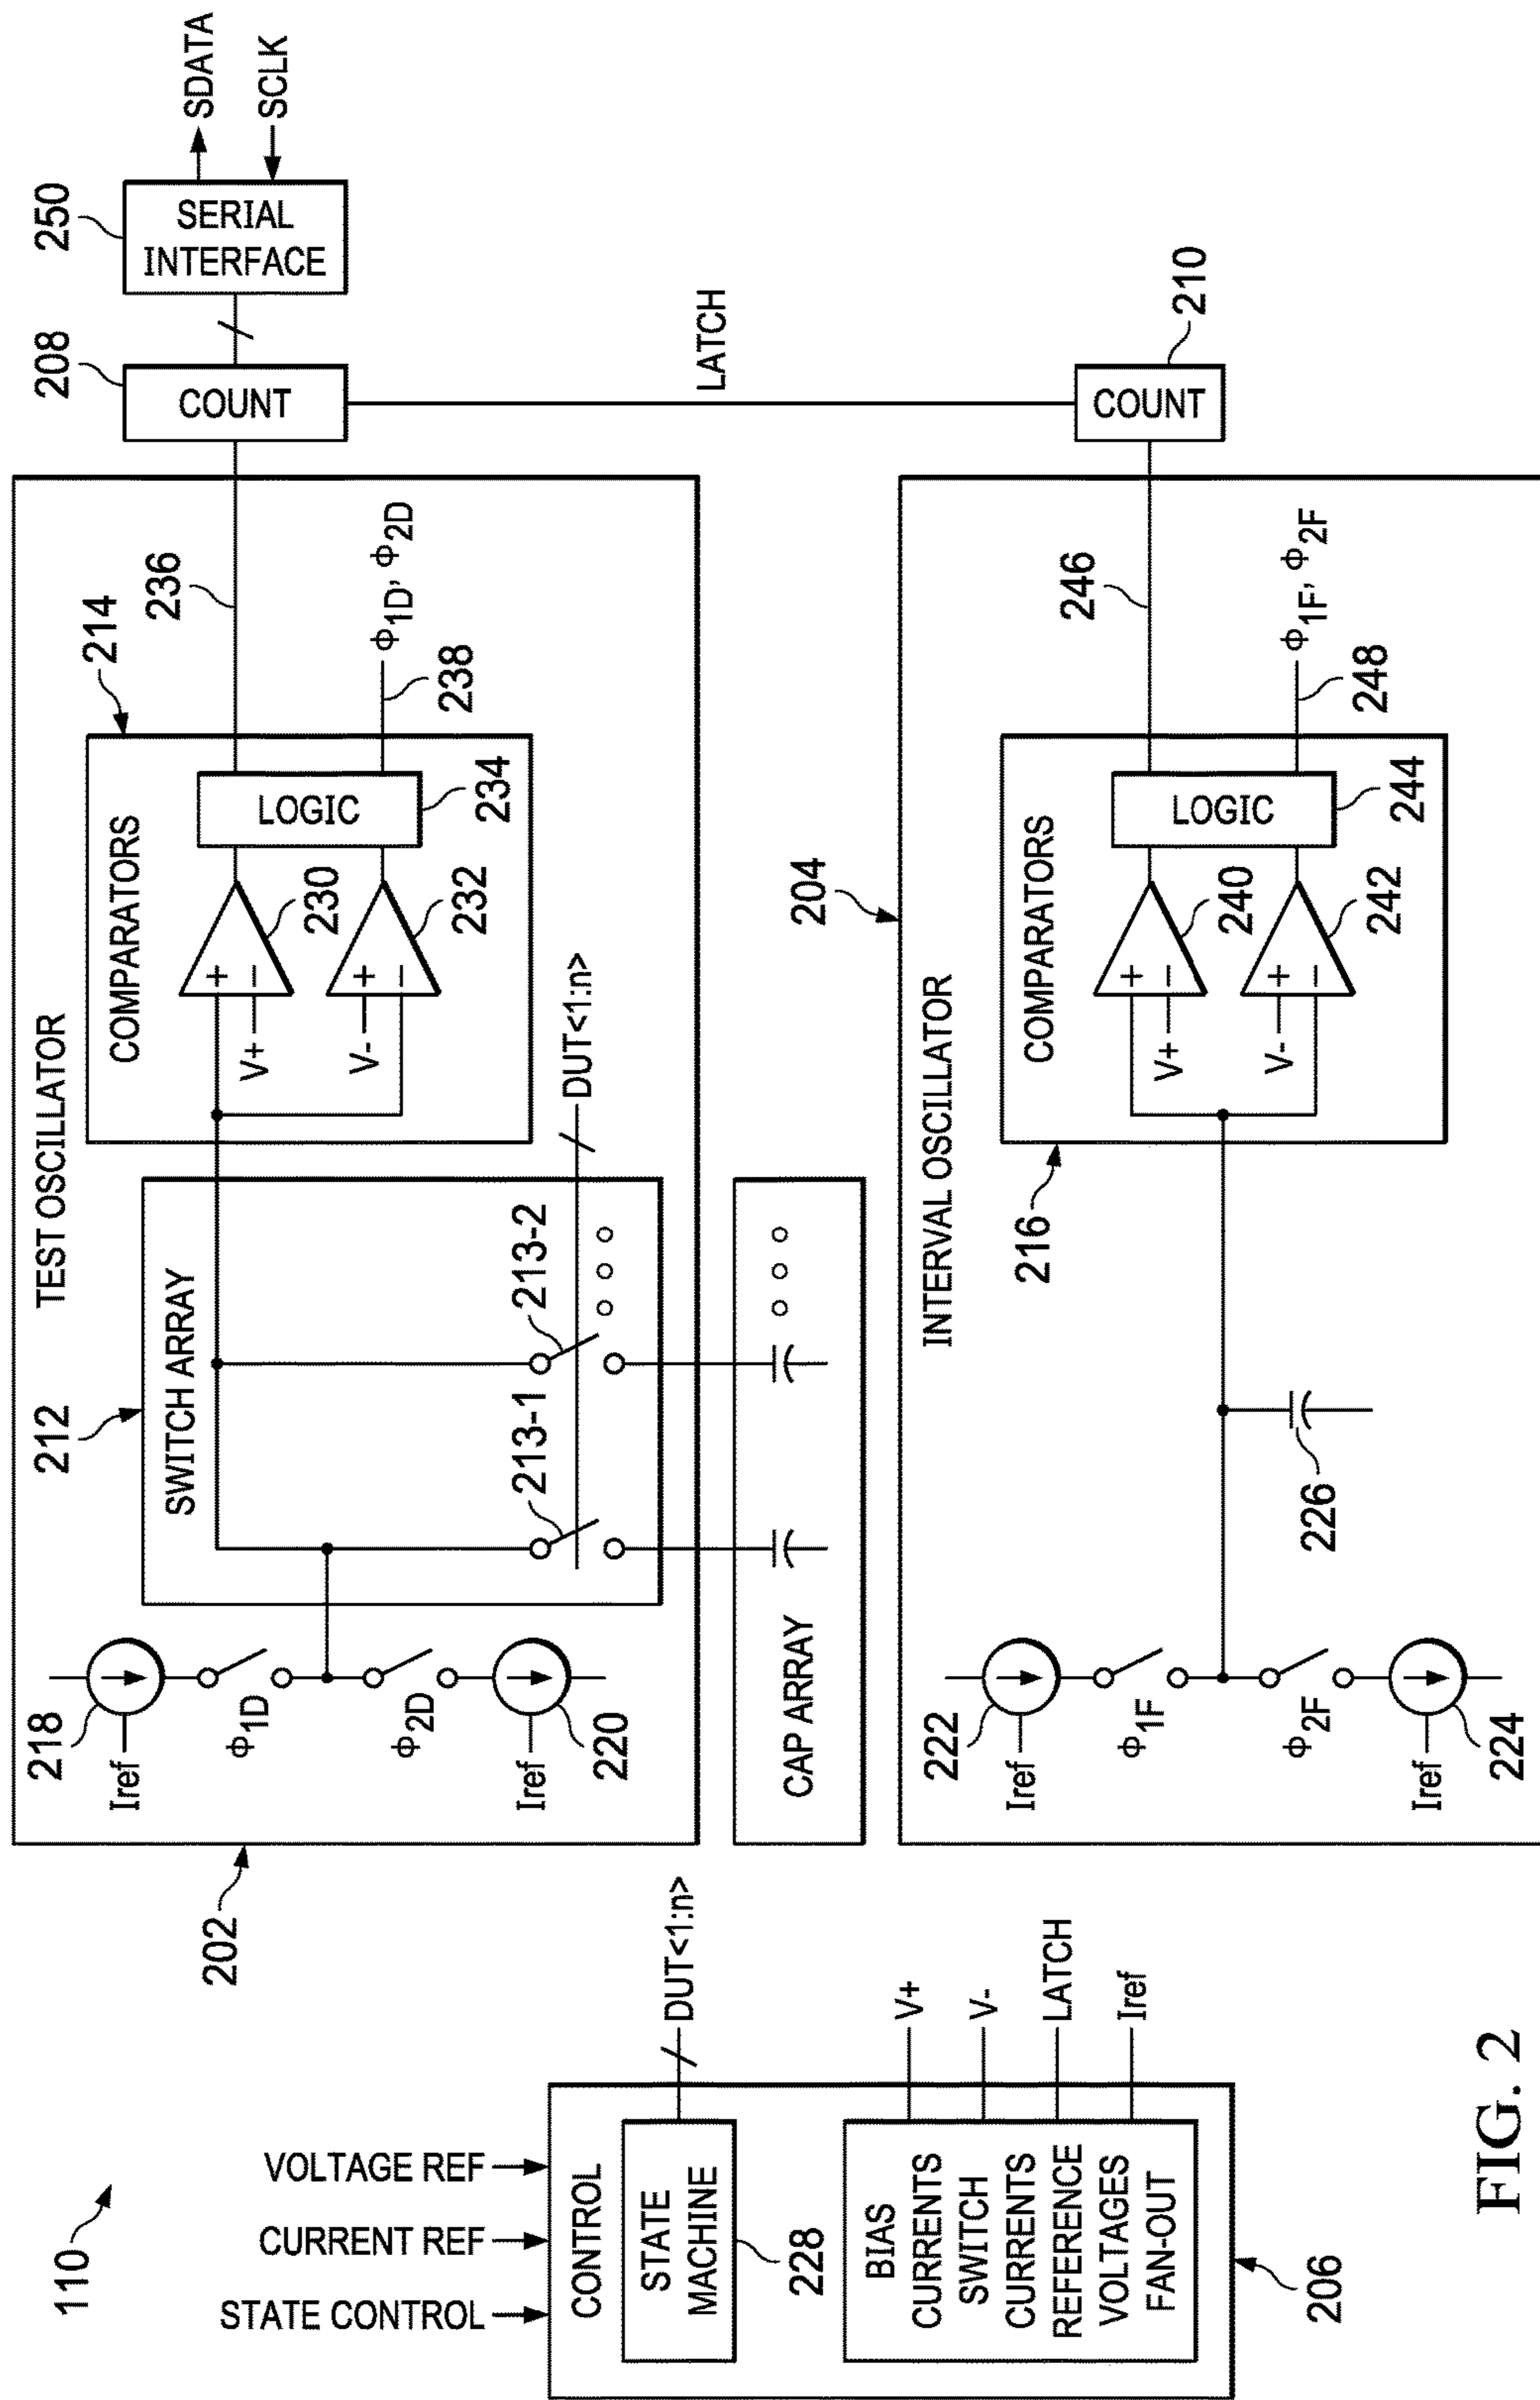 110
STATE CONTROL
CURRENT REF
VOLTAGE REF
CONTROL
STATE
MACHINE
228
DUT<1:n>
BIAS
CURRENTS
SWITCH
CURRENTS
REFERENCE
VOLTAGES
FAN-OUT
V+
V-
LATCH
Iref
206
202
TEST OSCILLATOR
218
Iref
Φ1D
Φ2D
Iref
220
212
SWITCH ARRAY
213-1
213-2
DUT<1:n>
214
COMPARATORS
V+
+
−
230
V-
+
−
232
LOGIC
234
236
238
Φ1D, Φ2D
208
COUNT
250
SERIAL
INTERFACE
SDATA
SCLK
LATCH
CAP ARRAY
204
INTERVAL OSCILLATOR
222
Iref
Φ1F
Φ2F
Iref
224
226
216
COMPARATORS
V+
+
−
240
V-
+
−
242
LOGIC
244
246
248
Φ1F, Φ2F
COUNT
210
FIG. 2